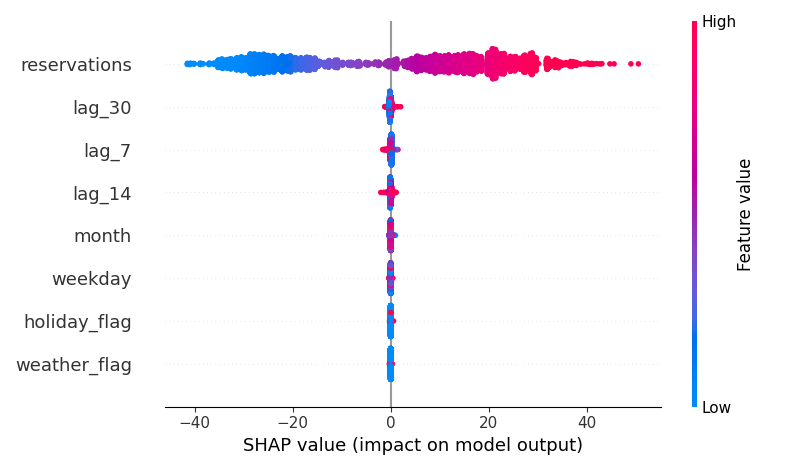 High
reservations
lag_30
lag_7
lag_14
month
weekday
holiday_flag
weather_flag
Feature value
Low
−40 −20 0 20 40
SHAP value (impact on model output)